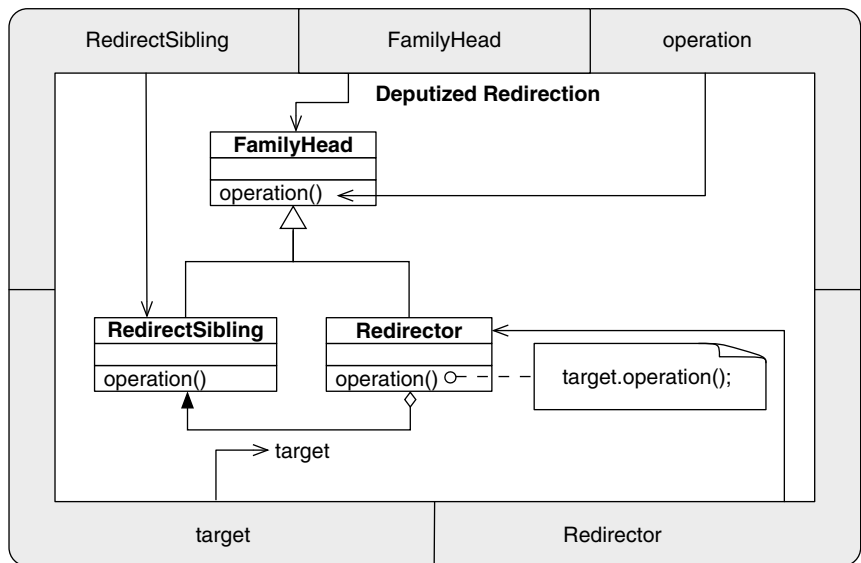 RedirectSibling FamilyHead operation
Deputized Redirection
FamilyHead
operation()
RedirectSibling
operation()
Redirector
operation()
target.operation();
target
target Redirector